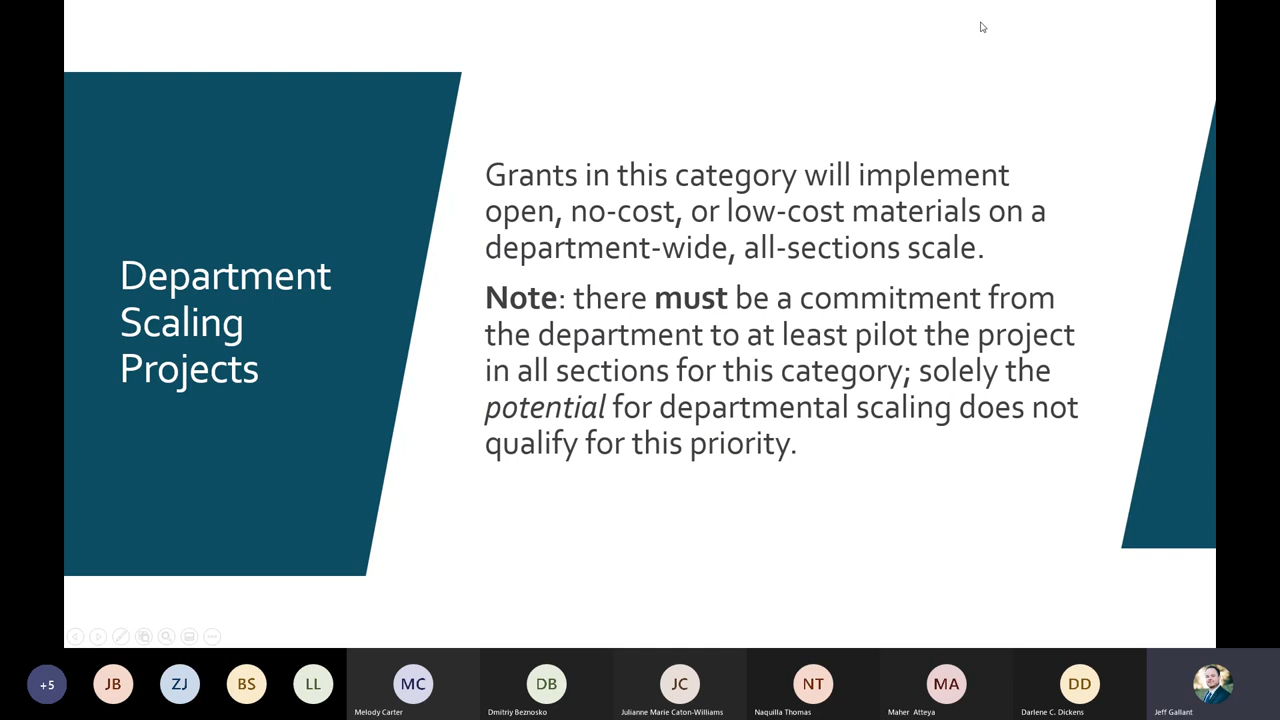 Department
Scaling
Projects
Grants in this category will implement
open, no-cost, or low-cost materials on a
department-wide, all-sections scale.
Note: there must be a commitment from
the department to at least pilot the project
in all sections for this category; solely the
potential for departmental scaling does not
qualify for this priority.
+5
JB
ZJ
BS
LL
MC
DB
JC
NT
MA
DD
Melody Carter
Dmitriy Beznosko
Julianne Marie Caton-Williams
Naquilla Thomas
Maher Atteya
Darlene C. Dickens
Jeff Gallant